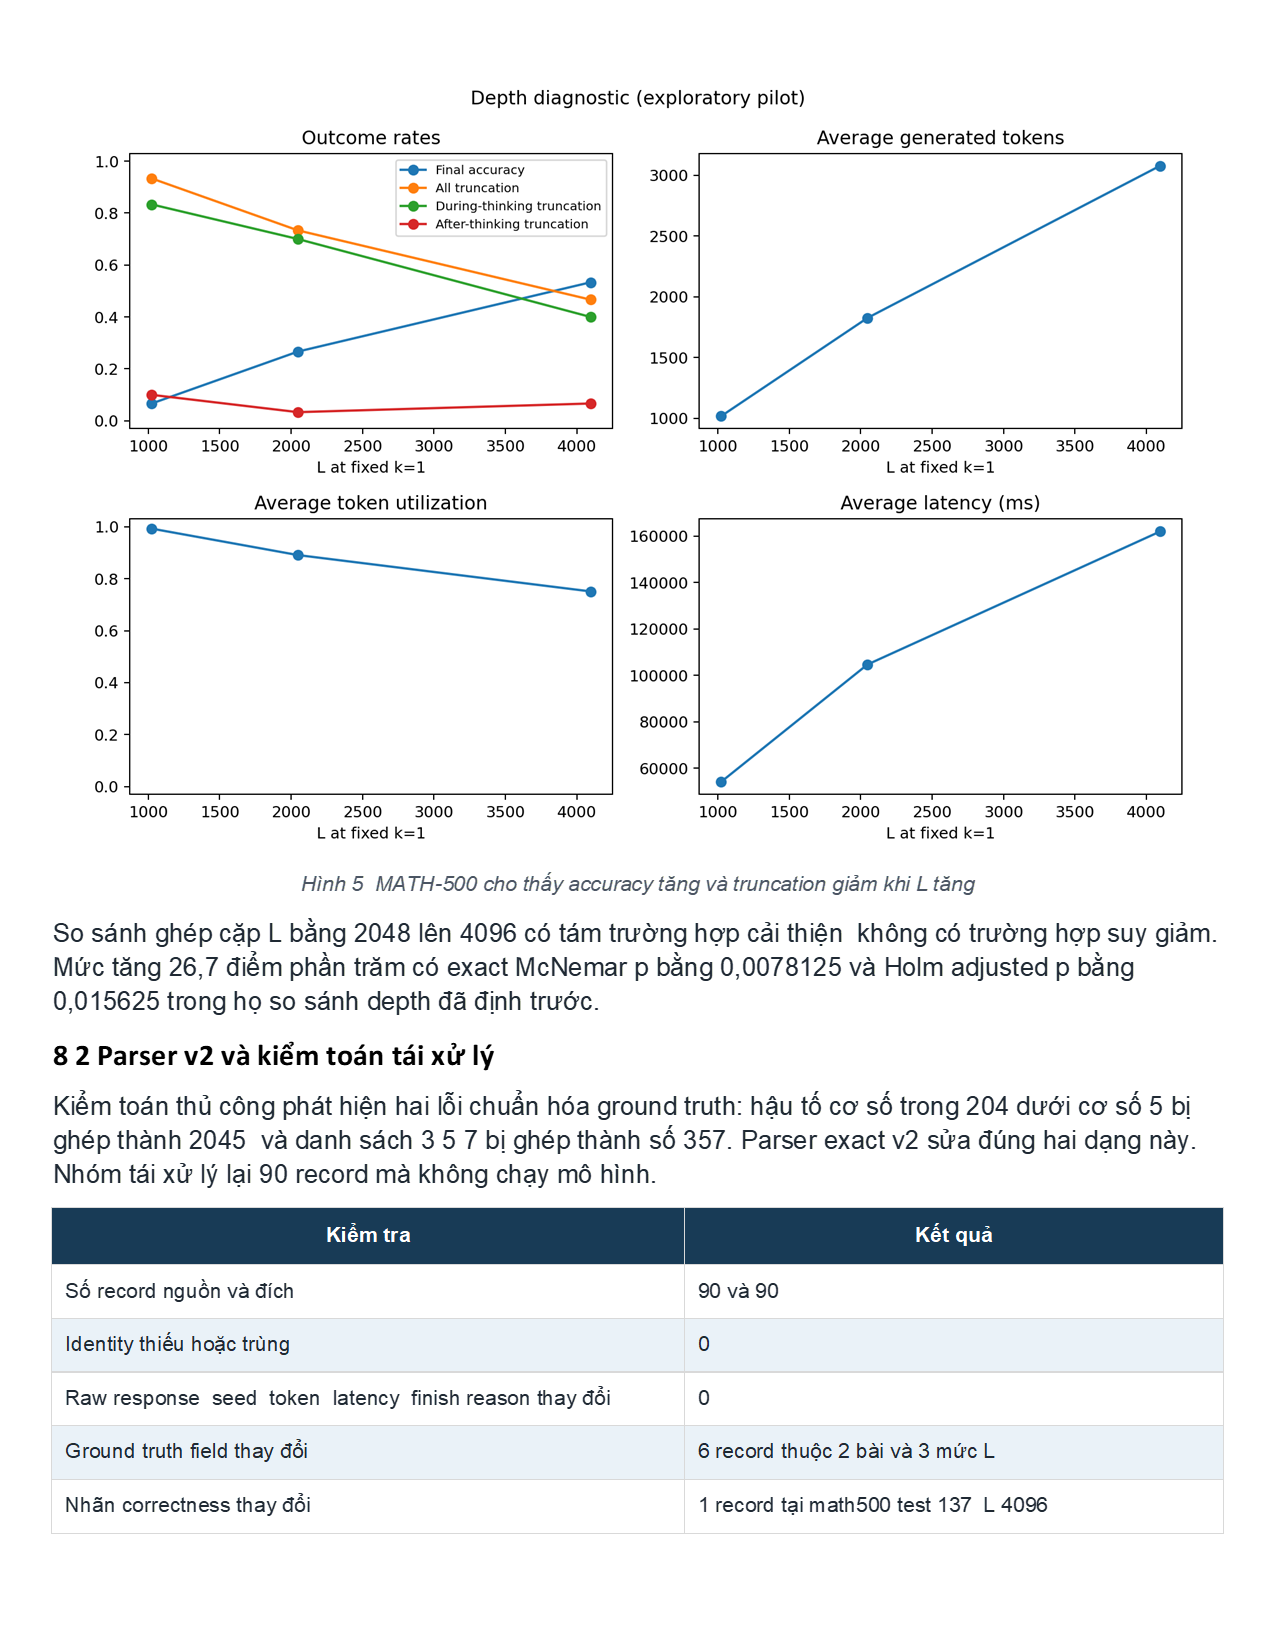 Depth diagnostic (exploratory pilot)
Outcome rates
1.0
0.8
0.6
0.4
0.2
0.0
Final accuracy
All truncation
During-thinking truncation
After-thinking truncation
1000 1500 2000 2500 3000 3500 4000
L at fixed k=1
Average generated tokens
3000
2500
2000
1500
1000
1000 1500 2000 2500 3000 3500 4000
L at fixed k=1
Average token utilization
1.0
0.8
0.6
0.4
0.2
0.0
1000 1500 2000 2500 3000 3500 4000
L at fixed k=1
Average latency (ms)
160000
140000
120000
100000
80000
60000
1000 1500 2000 2500 3000 3500 4000
L at fixed k=1
Hình 5 MATH-500 cho thấy accuracy tăng và truncation giảm khi L tăng
So sánh ghép cặp L bằng 2048 lên 4096 có tám trường hợp cải thiện không có trường hợp suy giảm.
Mức tăng 26,7 điểm phần trăm có exact McNemar p bằng 0,0078125 và Holm adjusted p bằng
0,015625 trong họ so sánh depth đã định trước.
8 2 Parser v2 và kiểm toán tái xử lý
Kiểm toán thủ công phát hiện hai lỗi chuẩn hóa ground truth: hậu tố cơ số trong 204 dưới cơ số 5 bị
ghép thành 2045 và danh sách 3 5 7 bị ghép thành số 357. Parser exact v2 sửa đúng hai dạng này.
Nhóm tái xử lý lại 90 record mà không chạy mô hình.
Kiểm tra Kết quả
Số record nguồn và đích 90 và 90
Identity thiếu hoặc trùng 0
Raw response seed token latency finish reason thay đổi 0
Ground truth field thay đổi 6 record thuộc 2 bài và 3 mức L
Nhãn correctness thay đổi 1 record tại math500 test 137 L 4096